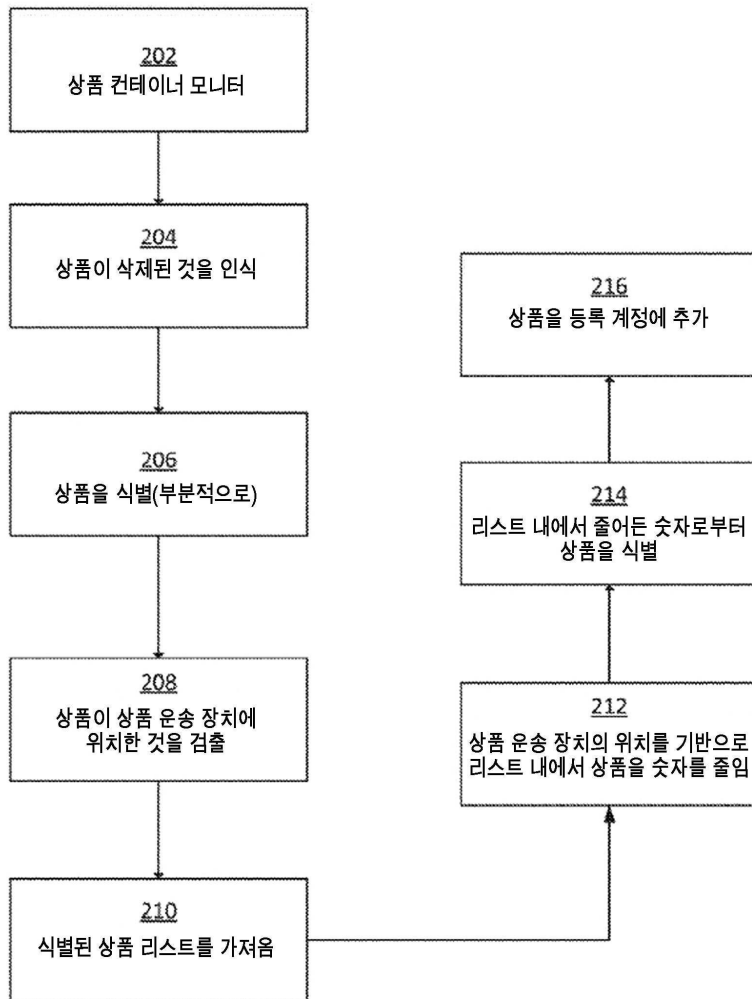 202
상품 컨테이너 모니터
204
상품이 삭제된 것을 인식
206
상품을 식별(부분적으로)
208
상품이 상품 운송 장치에
위치한 것을 검출
210
식별된 상품 리스트를 가져옴
212
상품 운송 장치의 위치를 기반으로
리스트 내에서 상품을 숫자를 줄임
214
리스트 내에서 줄어든 숫자로부터
상품을 식별
216
상품을 등록 계정에 추가